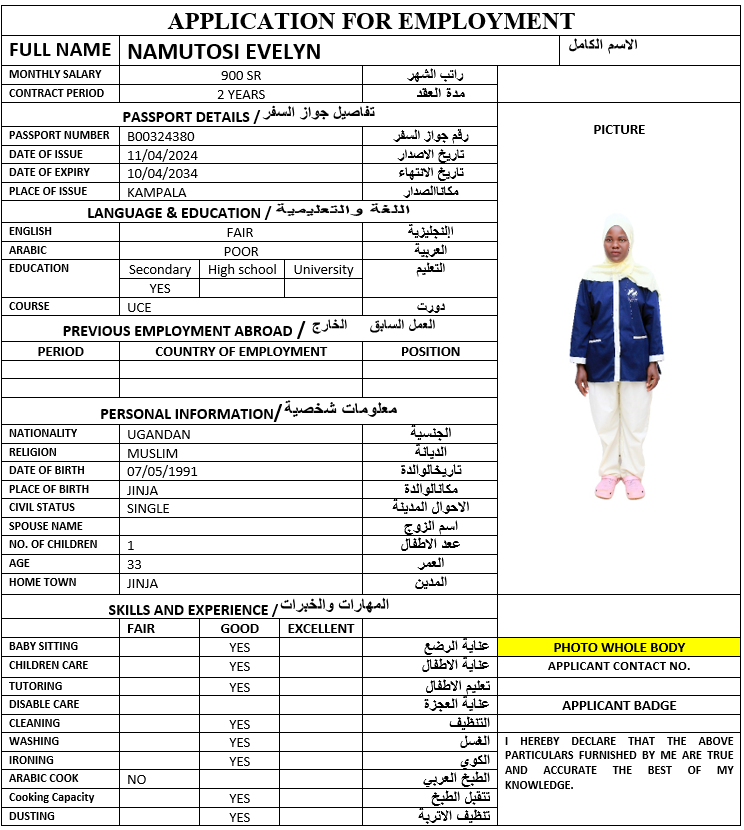 APPLICATION FOR EMPLOYMENT
FULL NAME NAMUTOSI EVELYN الاسم الكامل
MONTHLY SALARY 900 SR راتب الشهر
CONTRACT PERIOD 2 YEARS مدة العقد
PASSPORT DETAILS / تفاصيل جواز السفر
PICTURE
PASSPORT NUMBER B00324380 رقم جواز السفر
DATE OF ISSUE 11/04/2024 تاريخ الاصدار
DATE OF EXPIRY 10/04/2034 تاريخ الانتهاء
PLACE OF ISSUE KAMPALA مكاناالصدار
LANGUAGE & EDUCATION / اللغة والتعليمية
ENGLISH FAIR اإلنجليزية
ARABIC POOR العربية
EDUCATION Secondary High school University التعليم
YES
COURSE UCE دورت
PREVIOUS EMPLOYMENT ABROAD / العمل السابق الخارج
PERIOD COUNTRY OF EMPLOYMENT POSITION
PERSONAL INFORMATION/ معلومات شخصية
NATIONALITY UGANDAN الجنسية
RELIGION MUSLIM الديانة
DATE OF BIRTH 07/05/1991 تاريخالوالدة
PLACE OF BIRTH JINJA مكانالوالدة
CIVIL STATUS SINGLE الاحوال المدينة
SPOUSE NAME اسم الزوج
NO. OF CHILDREN 1 عدد الاطفال
AGE 33 العمر
HOME TOWN JINJA المدين
SKILLS AND EXPERIENCE / المهارات والخبرات
FAIR GOOD EXCELLENT
BABY SITTING YES عناية الرضع
PHOTO WHOLE BODY
CHILDREN CARE YES عناية الاطفال
APPLICANT CONTACT NO.
TUTORING YES تعليم الاطفال
DISABLE CARE عناية العجزة
APPLICANT BADGE
CLEANING YES التنظيف
WASHING YES الغسل
IRONING YES الكوي
ARABIC COOK NO الطبخ العربي
Cooking Capacity YES تتقبل الطبخ
DUSTING YES تنظيف الاتربة
I HEREBY DECLARE THAT THE ABOVE
PARTICULARS FURNISHED BY ME ARE TRUE
AND ACCURATE THE BEST OF MY
KNOWLEDGE.